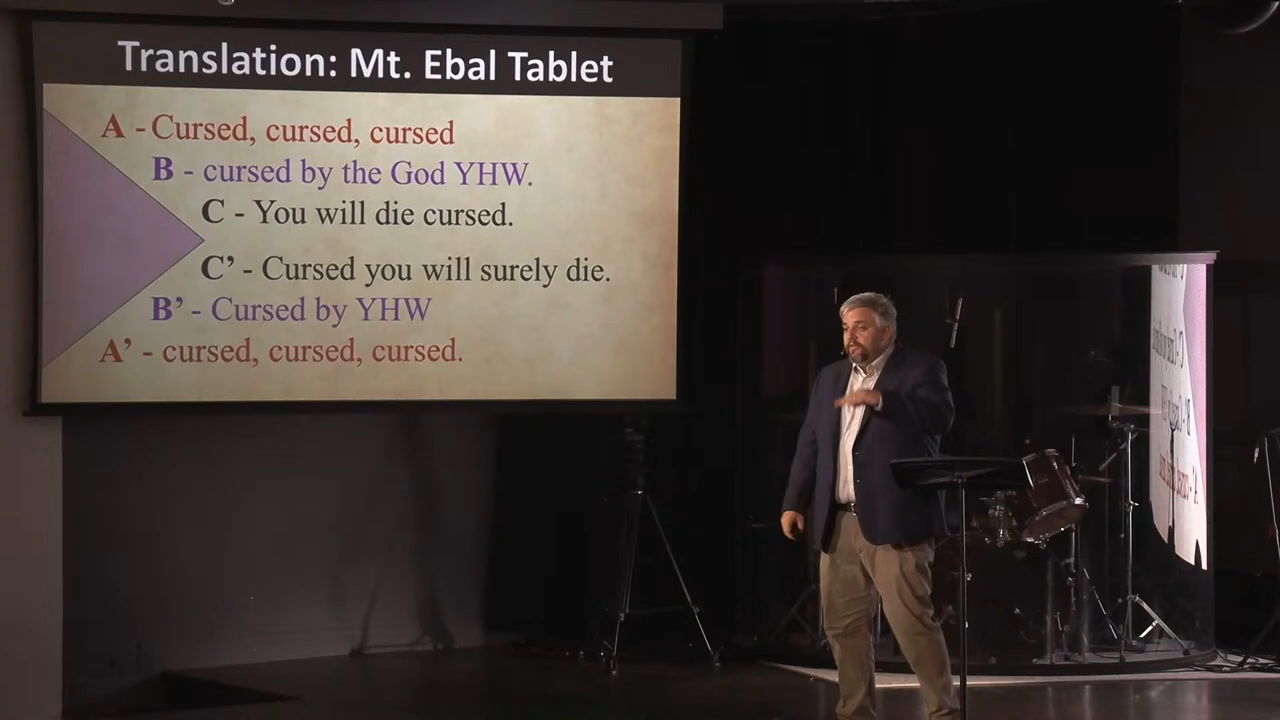 Translation: Mt. Ebal Tablet
A - Cursed, cursed, cursed
B - cursed by the God YHW.
C - You will die cursed.
C’ - Cursed you will surely die.
B’ - Cursed by YHW
A’ - cursed, cursed, cursed.